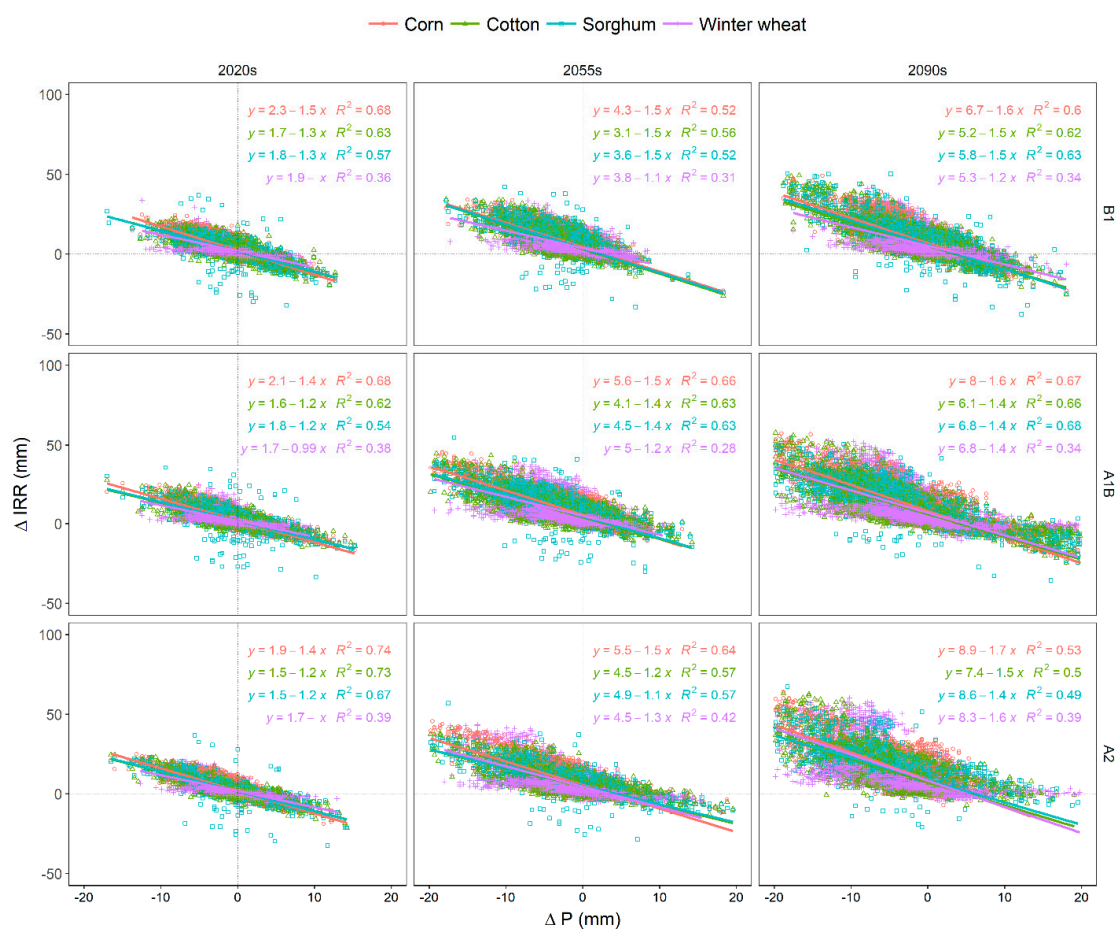 Corn Cotton Sorghum Winter wheat
2020s 2055s 2090s
100
50
0
-50
y = 2.3 − 1.5 x R² = 0.68
y = 1.7 − 1.3 x R² = 0.63
y = 1.8 − 1.3 x R² = 0.57
y = 1.9 − x R² = 0.36
y = 4.3 − 1.5 x R² = 0.52
y = 3.1 − 1.5 x R² = 0.56
y = 3.6 − 1.5 x R² = 0.52
y = 3.8 − 1.1 x R² = 0.31
y = 6.7 − 1.6 x R² = 0.6
y = 5.2 − 1.5 x R² = 0.62
y = 5.8 − 1.5 x R² = 0.63
y = 5.3 − 1.2 x R² = 0.34
B1
Δ IRR (mm)
100
50
0
-50
y = 2.1 − 1.4 x R² = 0.68
y = 1.6 − 1.2 x R² = 0.62
y = 1.8 − 1.2 x R² = 0.54
y = 1.7 − 0.99 x R² = 0.38
y = 5.6 − 1.5 x R² = 0.66
y = 4.1 − 1.4 x R² = 0.63
y = 4.5 − 1.4 x R² = 0.63
y = 5 − 1.2 x R² = 0.28
y = 8 − 1.6 x R² = 0.67
y = 6.1 − 1.4 x R² = 0.66
y = 6.8 − 1.4 x R² = 0.68
y = 6.8 − 1.4 x R² = 0.34
A1B
100
50
0
-50
y = 1.9 − 1.4 x R² = 0.74
y = 1.5 − 1.2 x R² = 0.73
y = 1.5 − 1.2 x R² = 0.67
y = 1.7 − x R² = 0.39
y = 5.5 − 1.5 x R² = 0.64
y = 4.5 − 1.2 x R² = 0.57
y = 4.9 − 1.1 x R² = 0.57
y = 4.5 − 1.3 x R² = 0.42
y = 8.9 − 1.7 x R² = 0.53
y = 7.4 − 1.5 x R² = 0.5
y = 8.6 − 1.4 x R² = 0.49
y = 8.3 − 1.6 x R² = 0.39
A2
-20 -10 0 10 20 -20 -10 0 10 20 -20 -10 0 10 20
Δ P (mm)